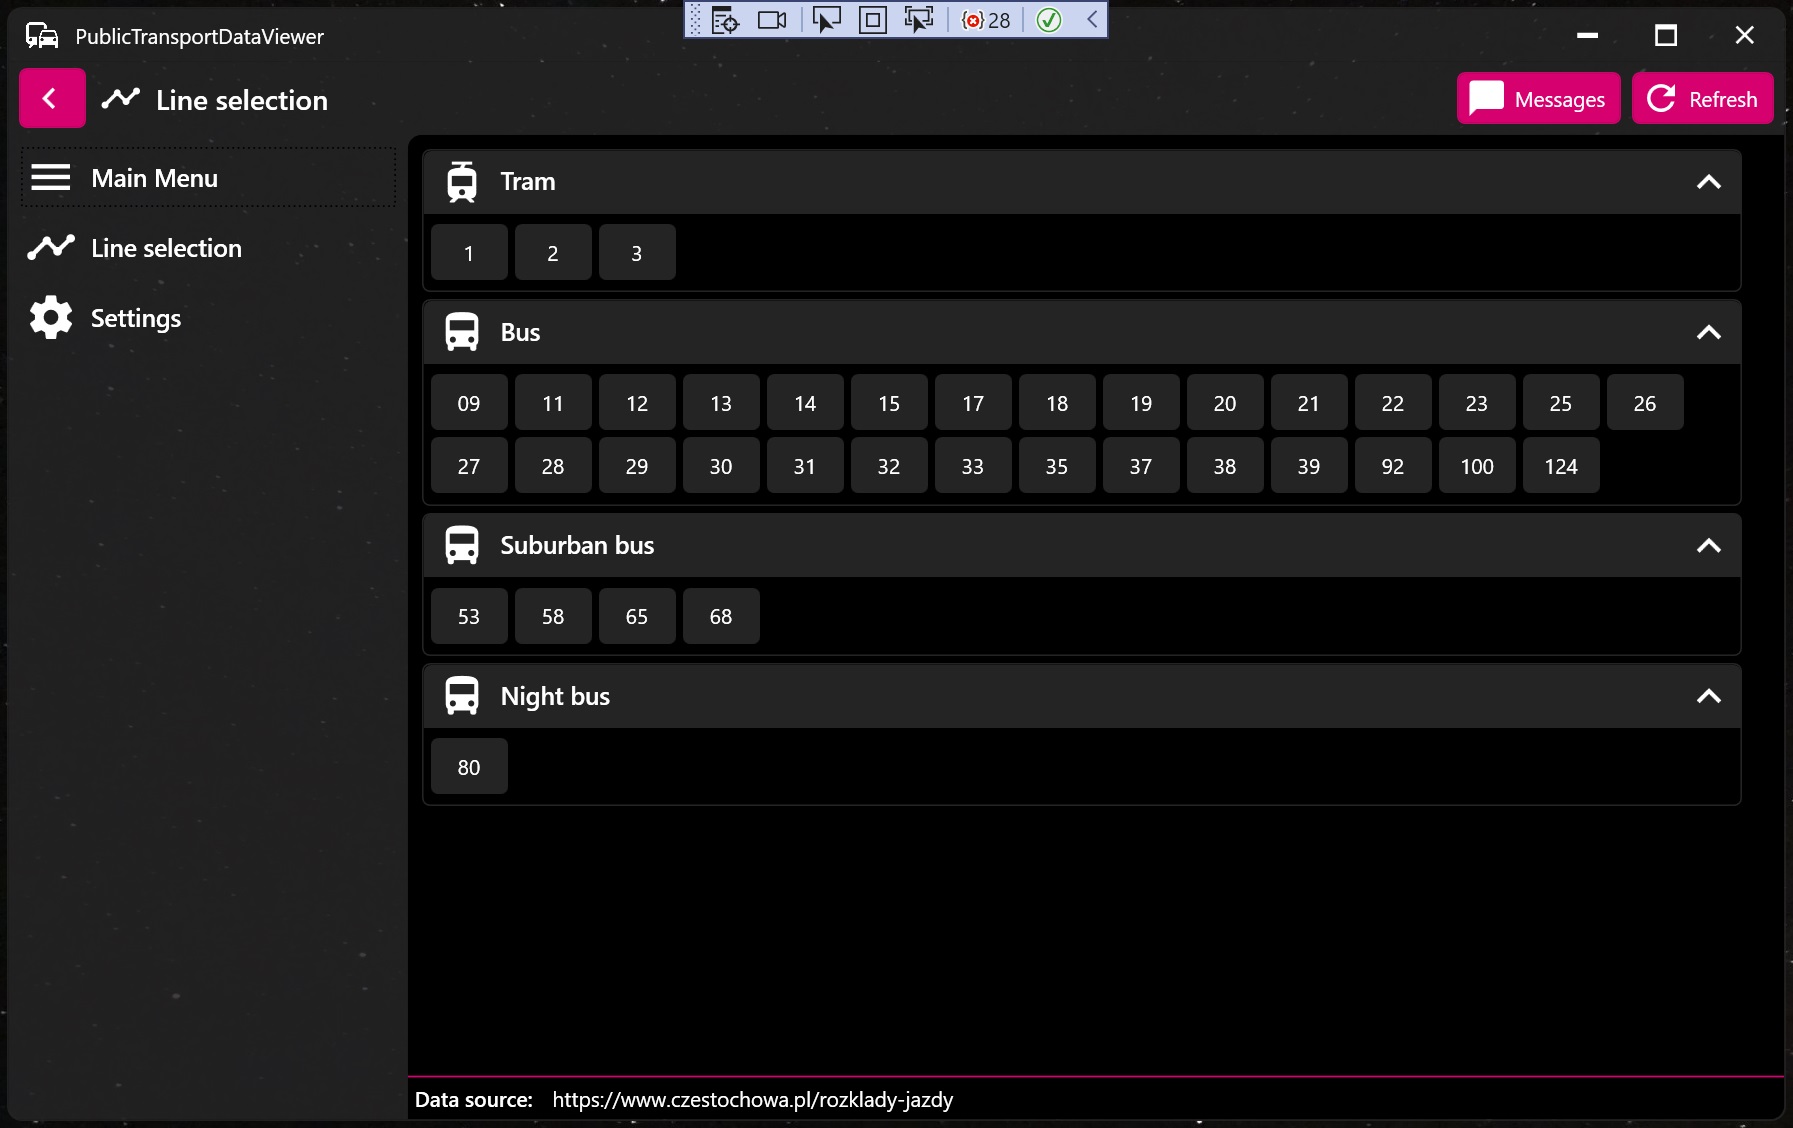 PublicTransportDataViewer
28
Line selection
Messages
Refresh
Main Menu
Line selection
Settings
Tram
1 2 3
Bus
09 11 12 13 14 15 17 18 19 20 21 22 23 25 26
27 28 29 30 31 32 33 35 37 38 39 92 100 124
Suburban bus
53 58 65 68
Night bus
80
Data source: https://www.czestochowa.pl/rozklady-jazdy